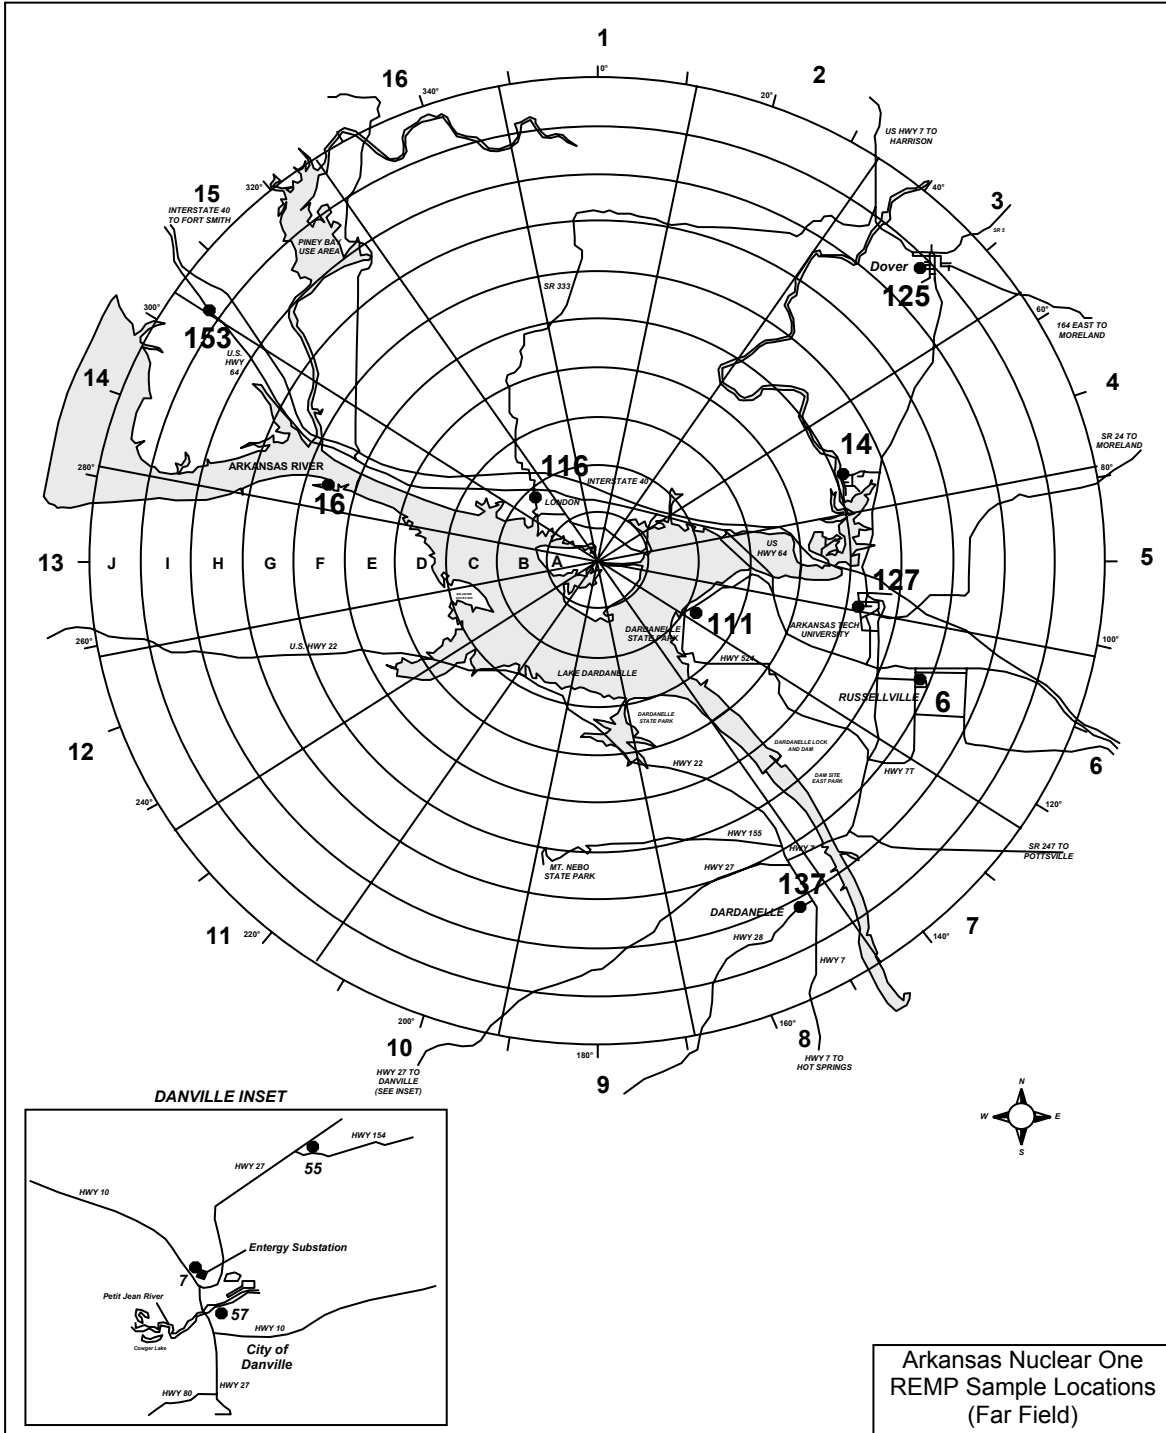 1
0°
16
340°
20°
2
US HWY 7 TO
HARRISON
15
320°
40°
3
INTERSTATE 40
TO FORT SMITH
SR 5
PINEY BAY
USE AREA
Dover
125
SR 333
300°
153
60°
164 EAST TO
MORELAND
U.S.
HWY
64
14
4
SR 24 TO
MORELAND
280°
ARKANSAS RIVER
16
116
LONDON
INTERSTATE 40
14
80°
13
J
I
H
G
F
E
D
C
B
A
US
HWY 64
5
127
111
DARDANELLE
STATE PARK
ARKANSAS TECH
UNIVERSITY
100°
260°
U.S. HWY 22
HWY 524
LAKE DARDANELLE
RUSSELLVILLE
6
DARDANELLE
STATE PARK
12
DARDANELLE LOCK
AND DAM
HWY 22
DAM SITE
EAST PARK
HWY 7T
6
240°
120°
HWY 155
HWY 7
SR 247 TO
POTTSVILLE
MT. NEBO
STATE PARK
HWY 27
137
DARDANELLE
11
220°
HWY 28
140°
7
HWY 7
200°
160°
10
180°
8
HWY 27 TO
DANVILLE
(SEE INSET)
9
HWY 7 TO
HOT SPRINGS
DANVILLE INSET
N
W
E
S
HWY 154
55
HWY 27
HWY 10
Entergy Substation
7
Petit Jean River
57
HWY 10
Cowger Lake
City of
Danville
HWY 80
HWY 27
Arkansas Nuclear One
REMP Sample Locations
(Far Field)